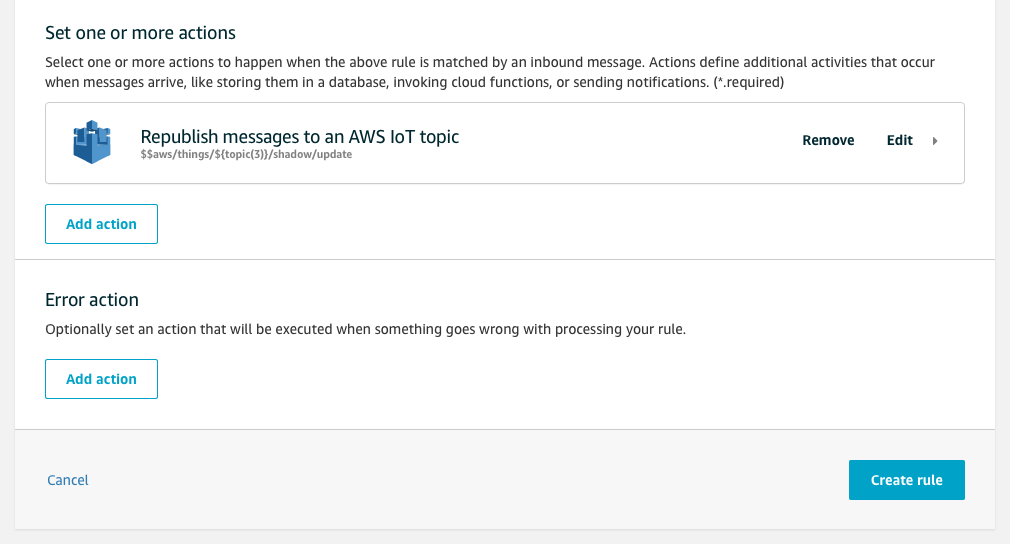 Set one or more actions
Select one or more actions to happen when the above rule is matched by an inbound message. Actions define additional activities that occur
when messages arrive, like storing them in a database, invoking cloud functions, or sending notifications. (*.required)
Republish messages to an AWS IoT topic
$$aws/things/${topic(3)}/shadow/update
Remove
Edit
Add action
Error action
Optionally set an action that will be executed when something goes wrong with processing your rule.
Add action
Cancel
Create rule